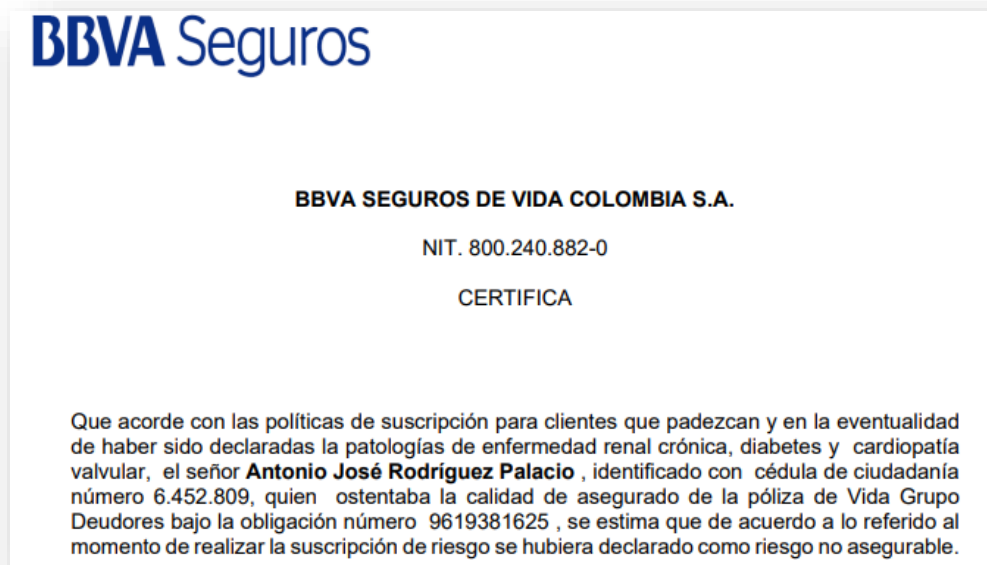 BBVA Seguros
BBVA SEGUROS DE VIDA COLOMBIA S.A.
NIT. 800.240.882-0
CERTIFICA
Que acorde con las políticas de suscripción para clientes que padezcan y en la eventualidad
de haber sido declaradas la patologías de enfermedad renal crónica, diabetes y cardiopatía
valvular, el señor Antonio José Rodríguez Palacio , identificado con cédula de ciudadanía
número 6.452.809, quien ostentaba la calidad de asegurado de la póliza de Vida Grupo
Deudores bajo la obligación número 9619381625 , se estima que de acuerdo a lo referido al
momento de realizar la suscripción de riesgo se hubiera declarado como riesgo no asegurable.